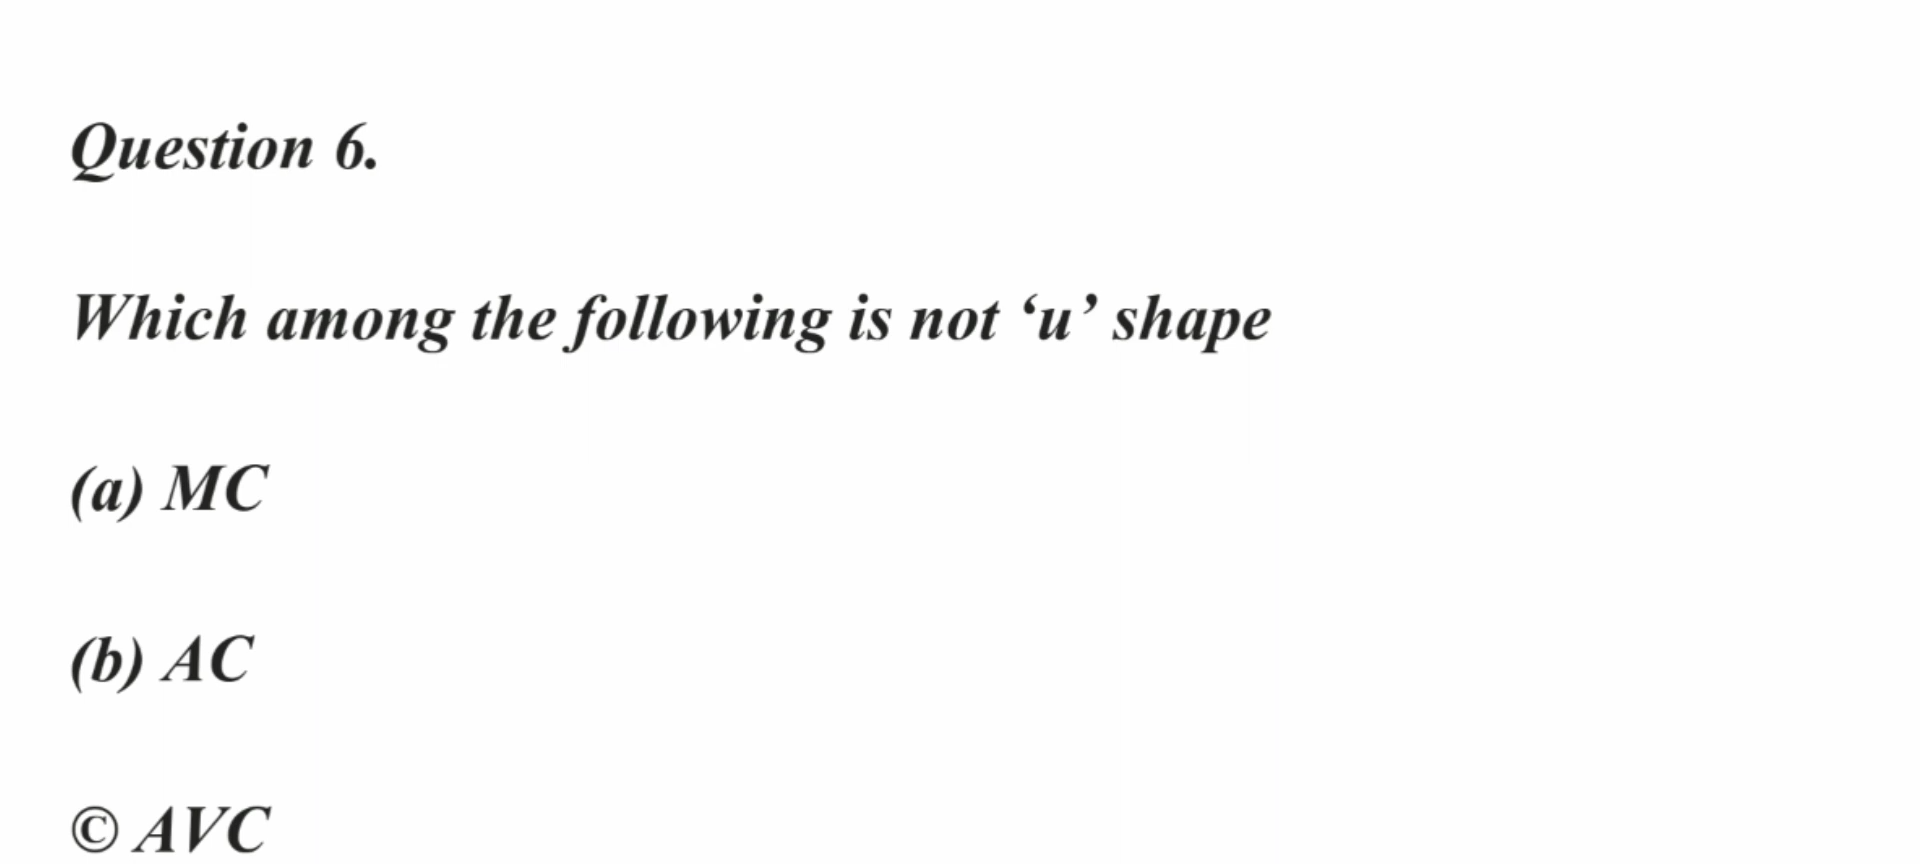 Question 6.
Which among the following is not ‘u’ shape
(a) MC
(b) AC
© AVC